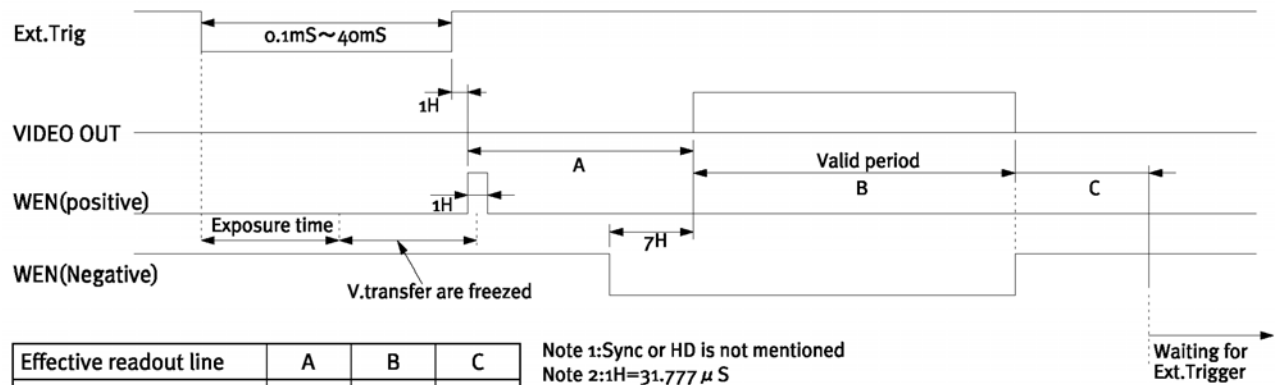 Ext.Trig
0.1mS～40mS
1H
VIDEO OUT
A
Valid period
B
C
WEN(positive)
1H
Exposure time
7H
WEN(Negative)
V.transfer are freezed
Effective readout line A B C
Note 1:Sync or HD is not mentioned
Note 2:1H=31.777 μ S
Waiting for
Ext.Trigger